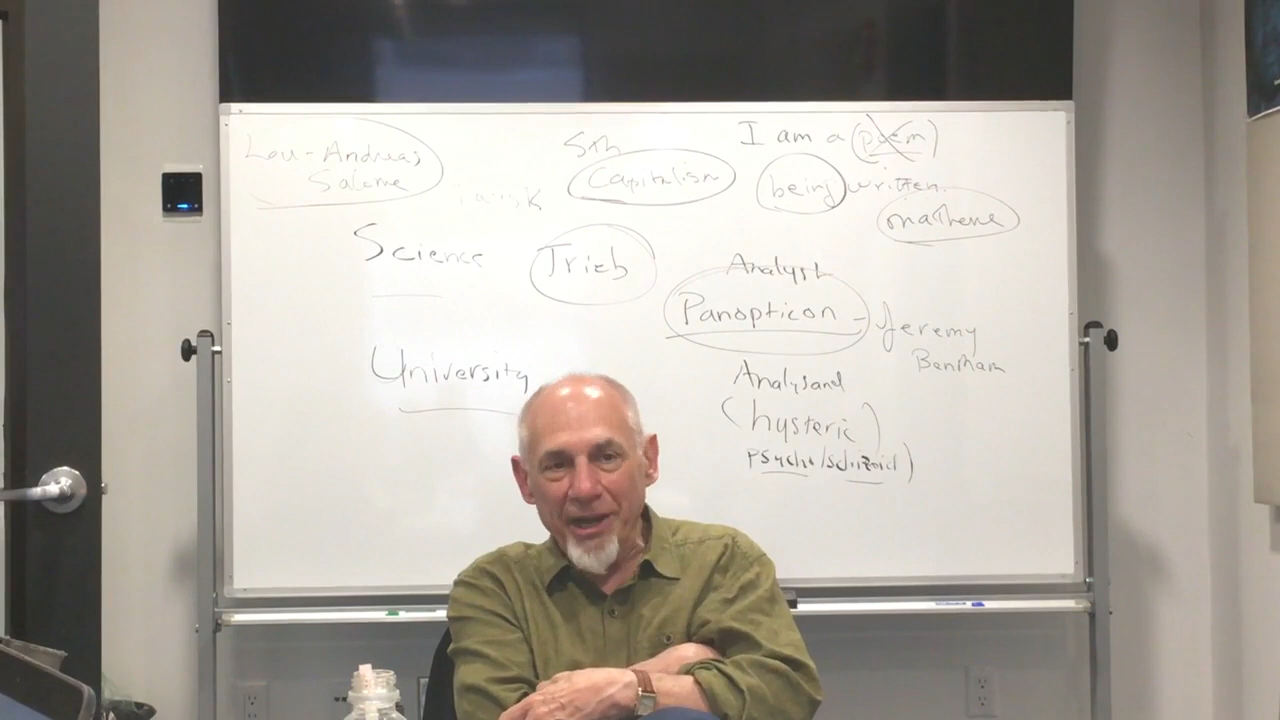 Lou-Andreas
Salome
Sth
Capitalism
I am a (poem)
being written.
mathene
Science
Trieb
Analyst
Panopticon - Jeremy
Bentham
University
Analysand
(hysteric)
psycho/schizoid)